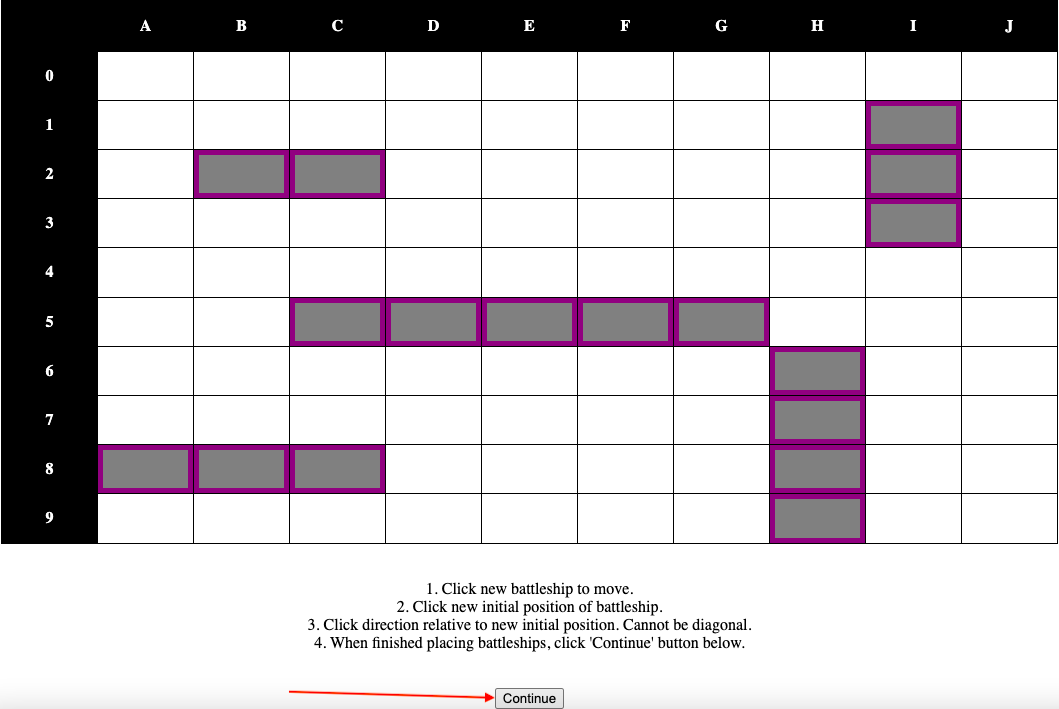 A B C D E F G H I J
0
1
2
3
4
5
6
7
8
9
1. Click new battleship to move.
2. Click new initial position of battleship.
3. Click direction relative to new initial position. Cannot be diagonal.
4. When finished placing battleships, click 'Continue' button below.
Continue